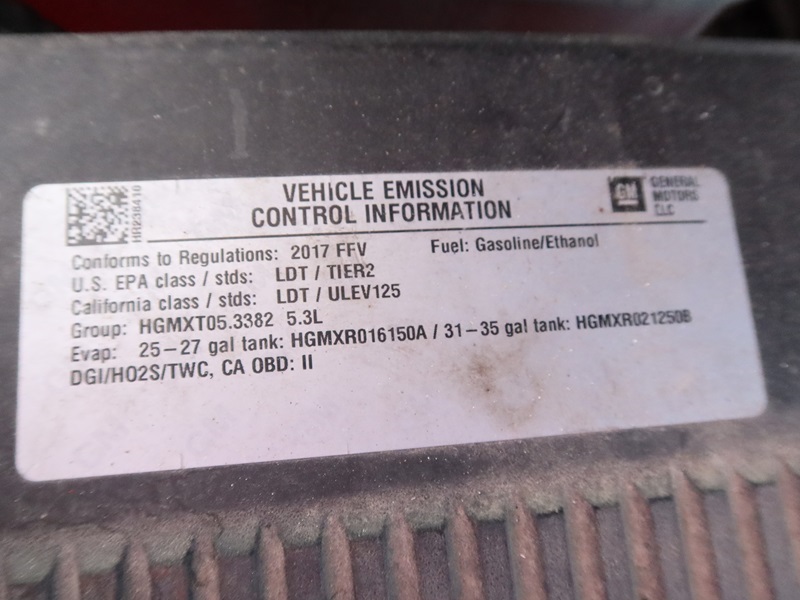 VEHICLE EMISSION
CONTROL INFORMATION
GM
GENERAL
MOTORS
LLC
HR238410
Conforms to Regulations: 2017 FFV Fuel: Gasoline/Ethanol
U.S. EPA class / stds: LDT / TIER2
California class / stds: LDT / ULEV125
Group: HGMXT05.3382 5.3L
Evap: 25-27 gal tank: HGMXR016150A / 31-35 gal tank: HGMXR021250B
DGI/HO2S/TWC, CA OBD: II